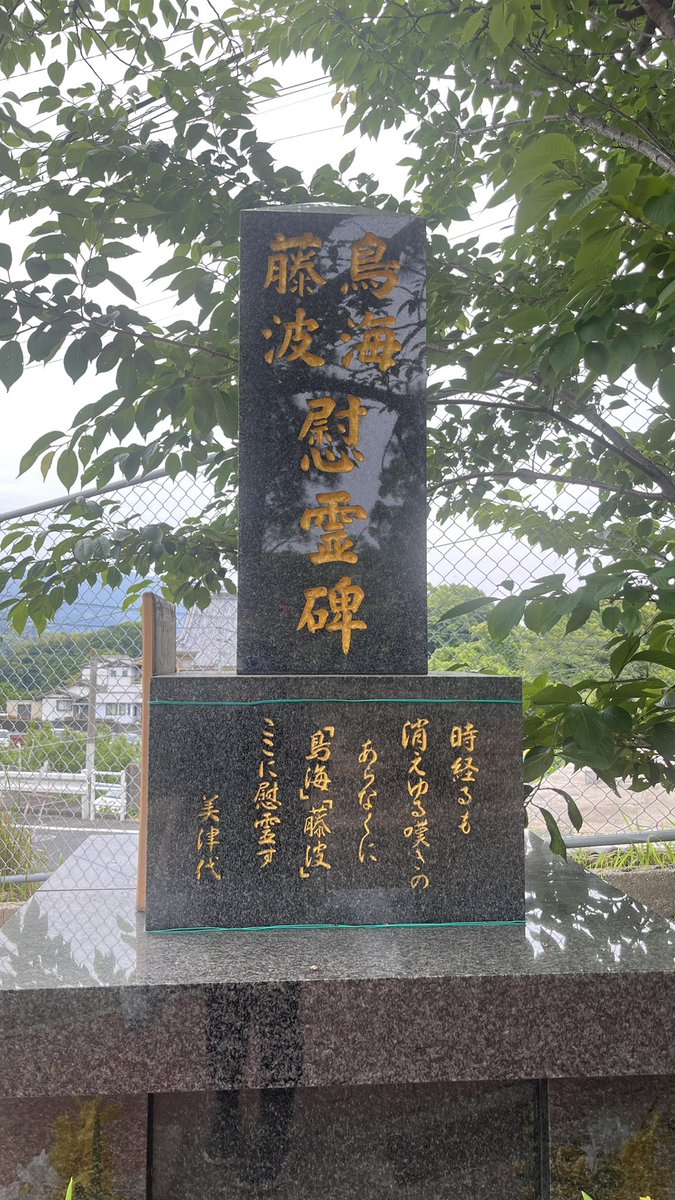 鳥海
藤波
慰霊碑
時経るも
消えゆる嘆きの
あらなくに
「鳥海」「藤波」
ここに慰霊す
美津代